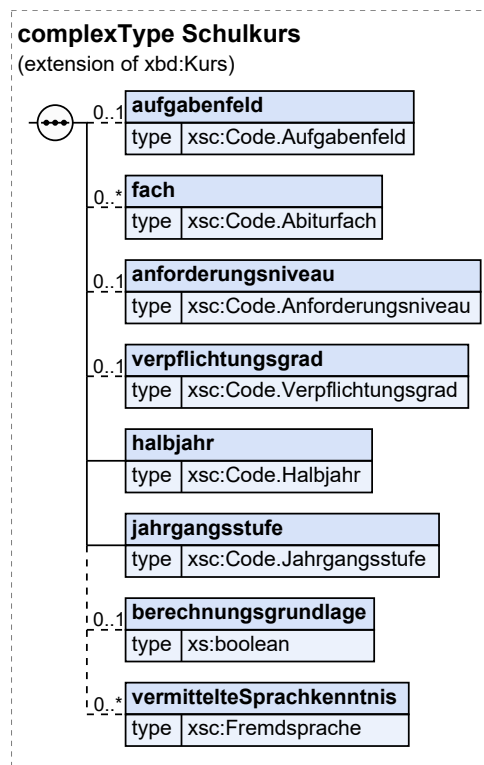 complexType Schulkurs
(extension of xbd:Kurs)
0..1 aufgabenfeld
type xsc:Code.Aufgabenfeld
0..* fach
type xsc:Code.Abiturfach
0..1 anforderungsniveau
type xsc:Code.Anforderungsniveau
0..1 verpflichtungsgrad
type xsc:Code.Verpflichtungsgrad
halbjahr
type xsc:Code.Halbjahr
jahrgangsstufe
type xsc:Code.Jahrgangsstufe
0..1 berechnungsgrundlage
type xs:boolean
0..* vermittelteSprachkenntnis
type xsc:Fremdsprache